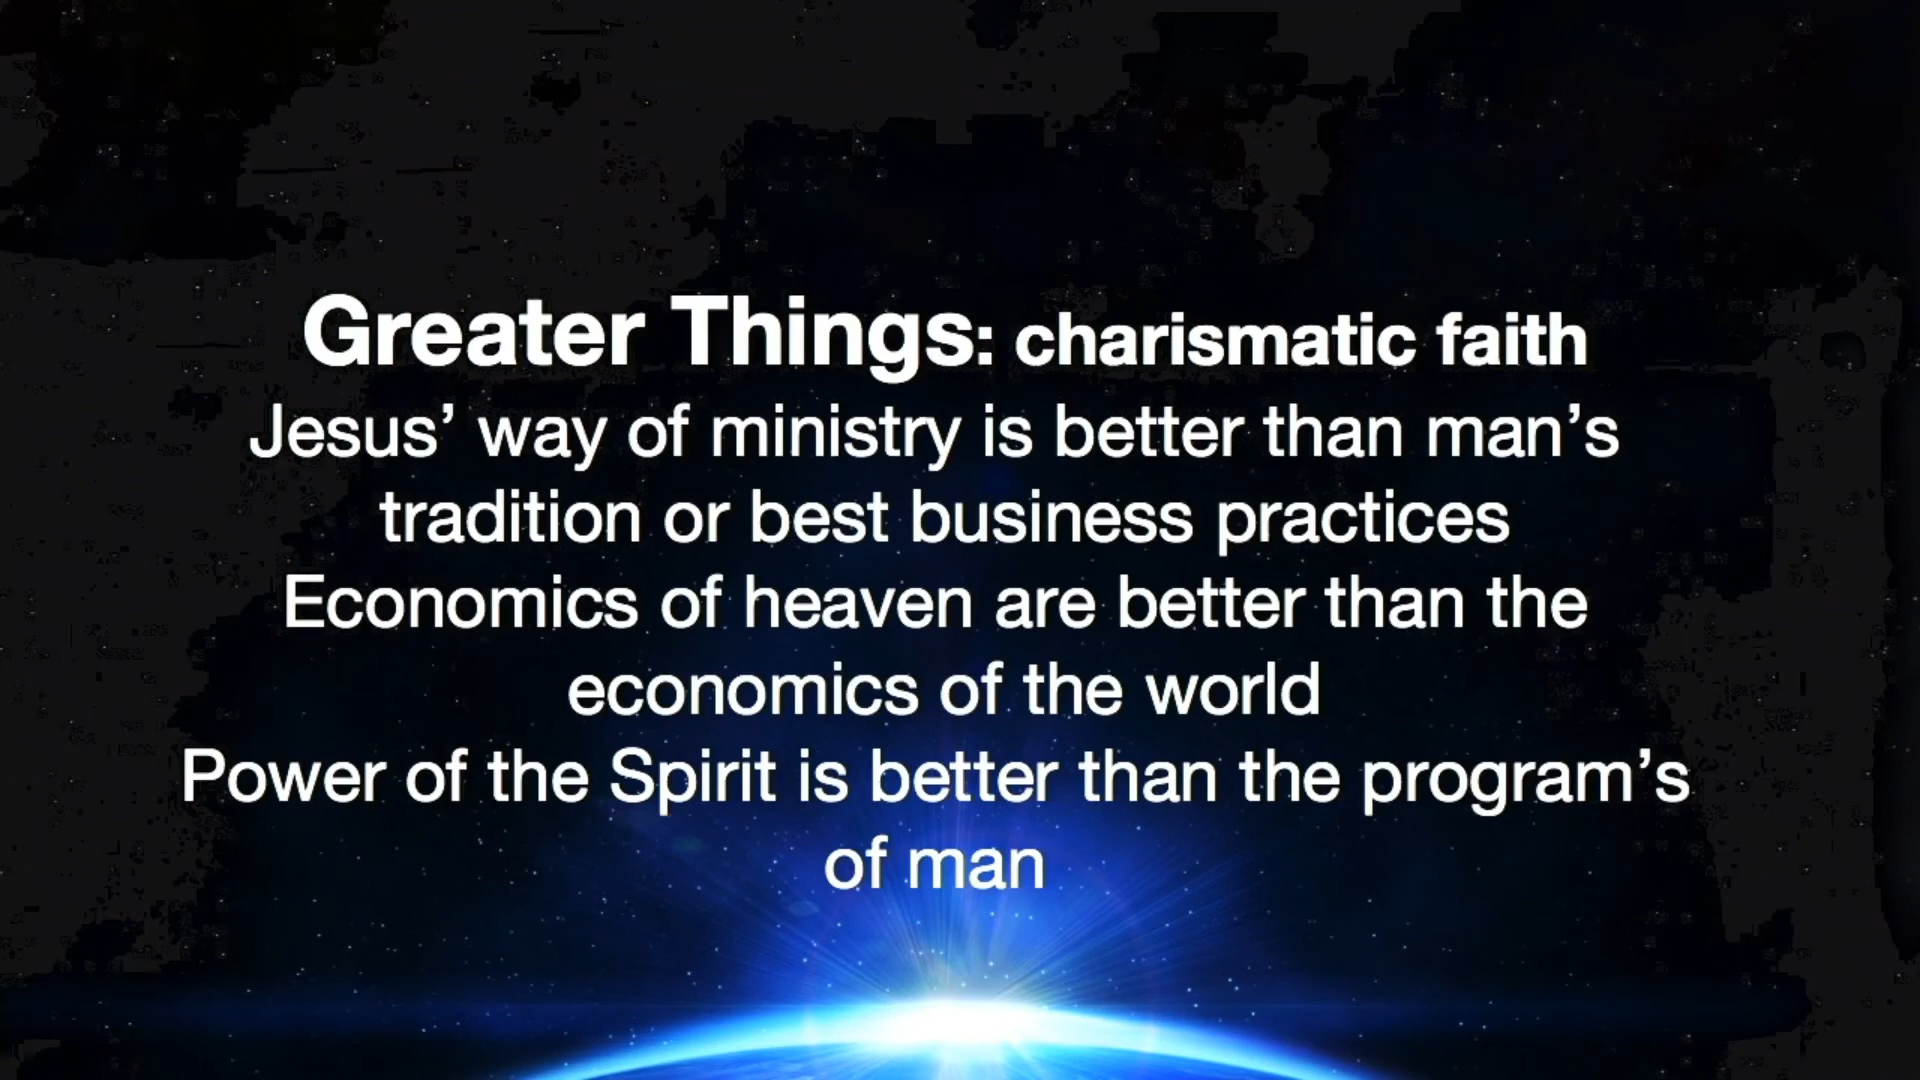 Greater Things: charismatic faith
Jesus’ way of ministry is better than man’s
tradition or best business practices
Economics of heaven are better than the
economics of the world
Power of the Spirit is better than the program’s
of man